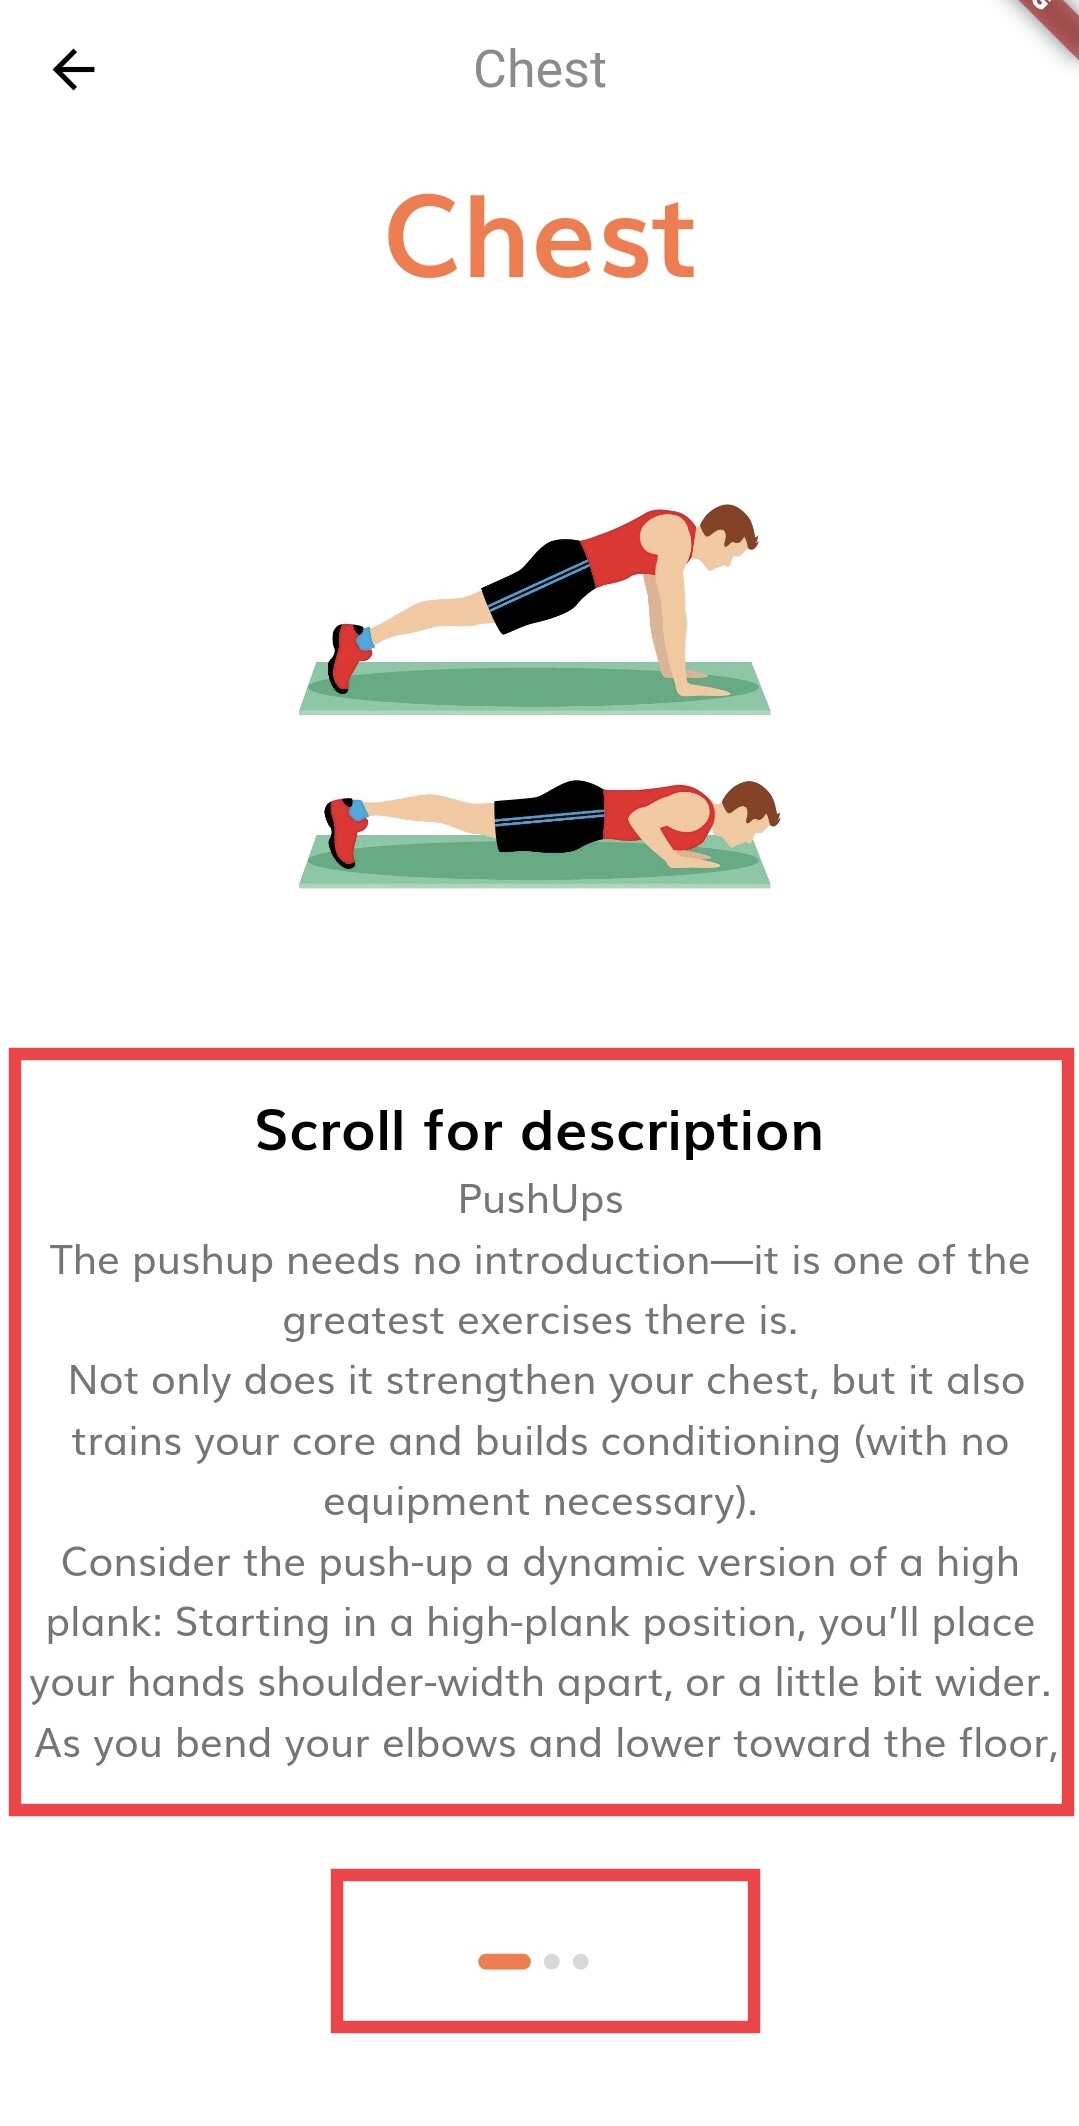 Chest
Chest
Scroll for description
PushUps
The pushup needs no introduction—it is one of the
greatest exercises there is.
Not only does it strengthen your chest, but it also
trains your core and builds conditioning (with no
equipment necessary).
Consider the push-up a dynamic version of a high
plank: Starting in a high-plank position, you’ll place
your hands shoulder-width apart, or a little bit wider.
As you bend your elbows and lower toward the floor,